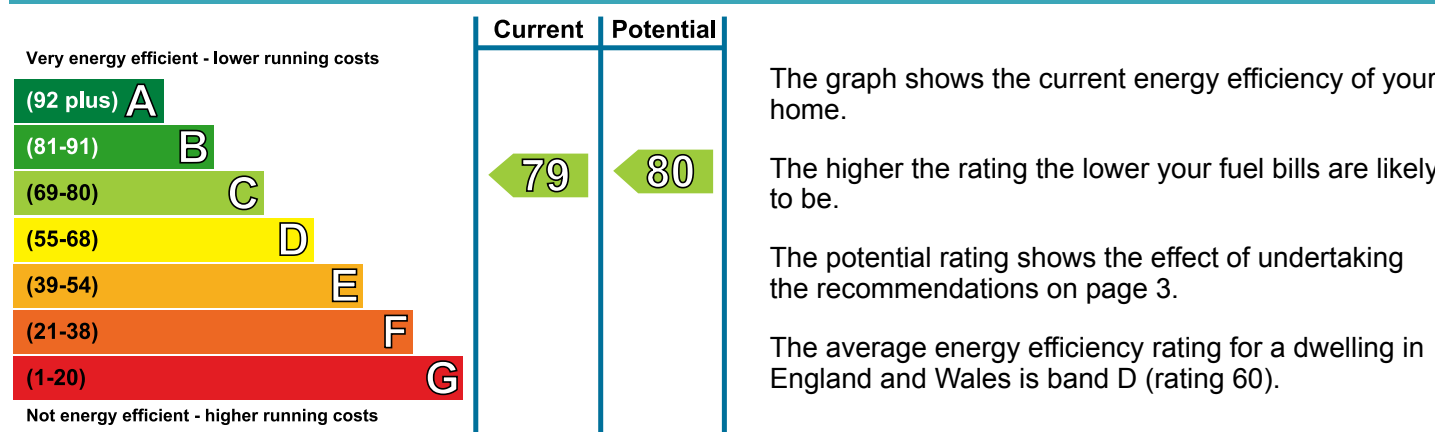 Current Potential
Very energy efficient - lower running costs
(92 plus) A
(81-91) B
(69-80) C
(55-68) D
(39-54) E
(21-38) F
(1-20) G
Not energy efficient - higher running costs
79 80
The graph shows the current energy efficiency of your
home.
The higher the rating the lower your fuel bills are likely
to be.
The potential rating shows the effect of undertaking
the recommendations on page 3.
The average energy efficiency rating for a dwelling in
England and Wales is band D (rating 60).